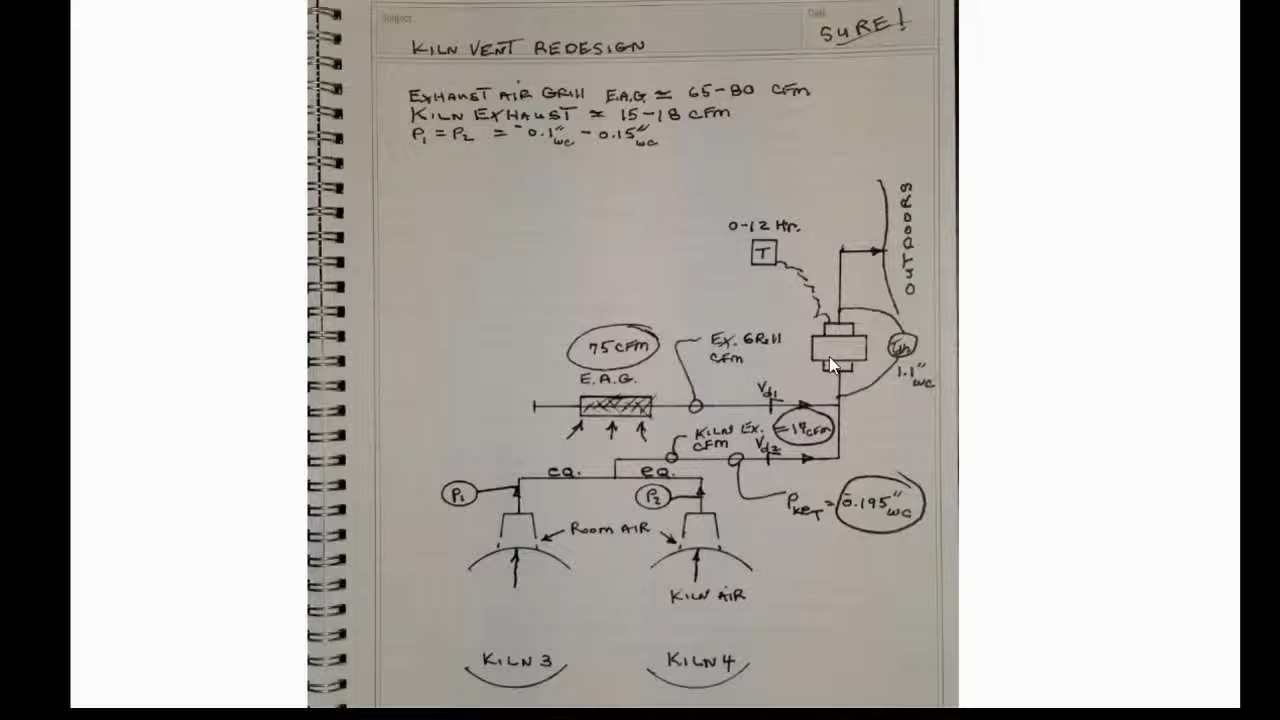 Subject:
Date:
SURE!
KILN VENT REDESIGN
EXHAUST AIR GRILL E.A.G. ≃ 65-80 CFM
KILN EXHAUST ≃ 15-18 CFM
P1 = P2 = -0.1"wc - 0.15"wc
0-12 Hr.
T
OUTDOORS
75 CFM
EX. GRILL
CFM
E.A.G.
1.1"wc
Vd1
KILN EX. = 19 CFM
CFM
Vd2
eq. eq.
P1
P2
PKET = -0.195"wc
ROOM AIR
KILN AIR
KILN 3
KILN 4